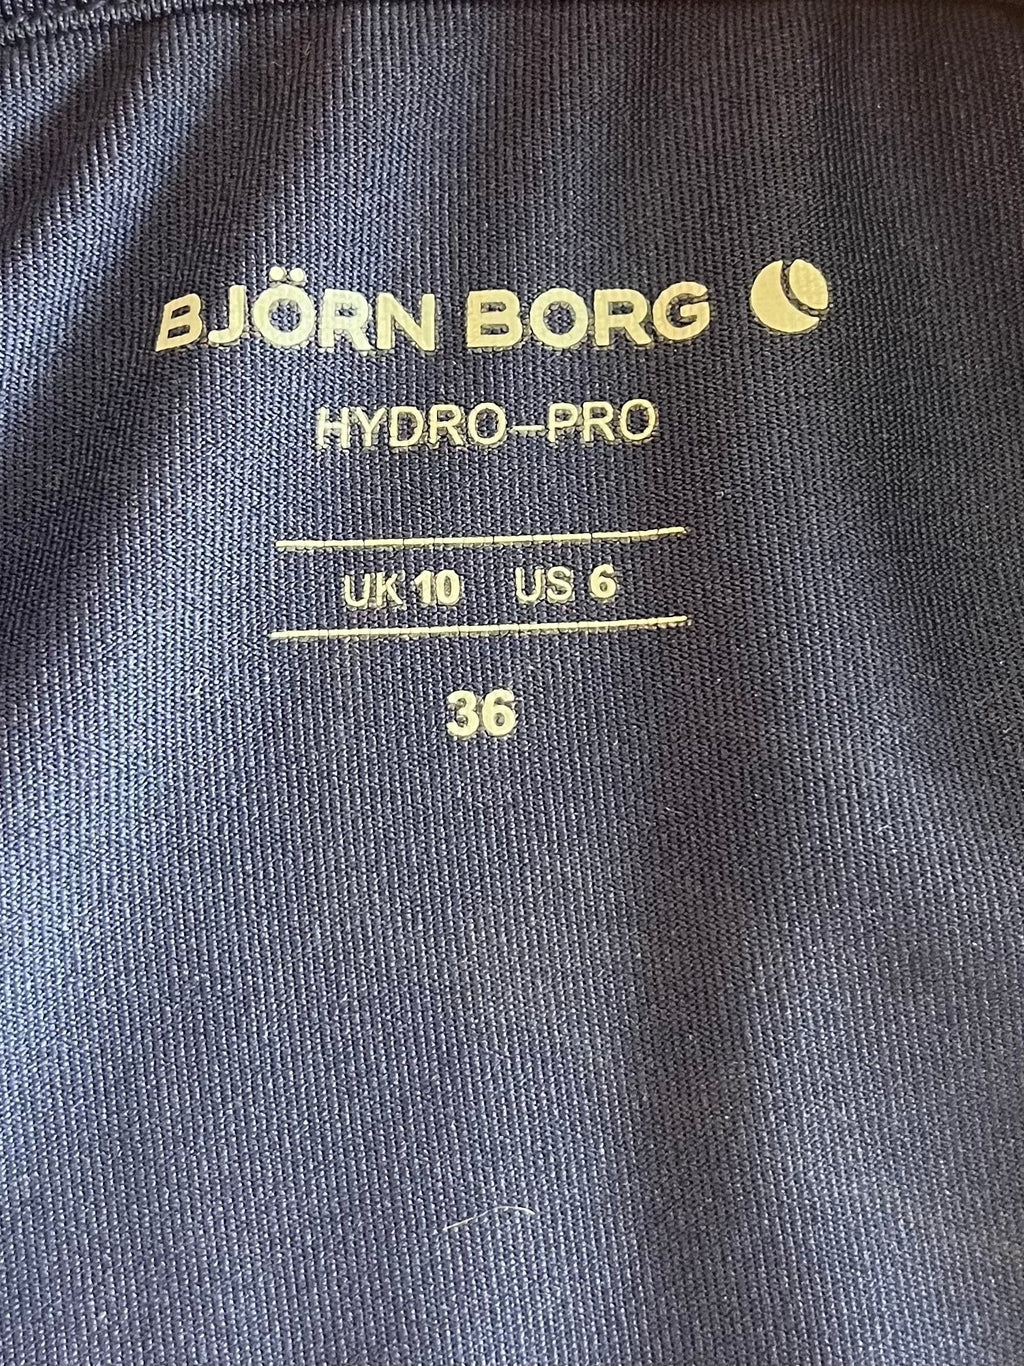 BJÖRN BORG
HYDRO-PRO
UK 10 US 6
36